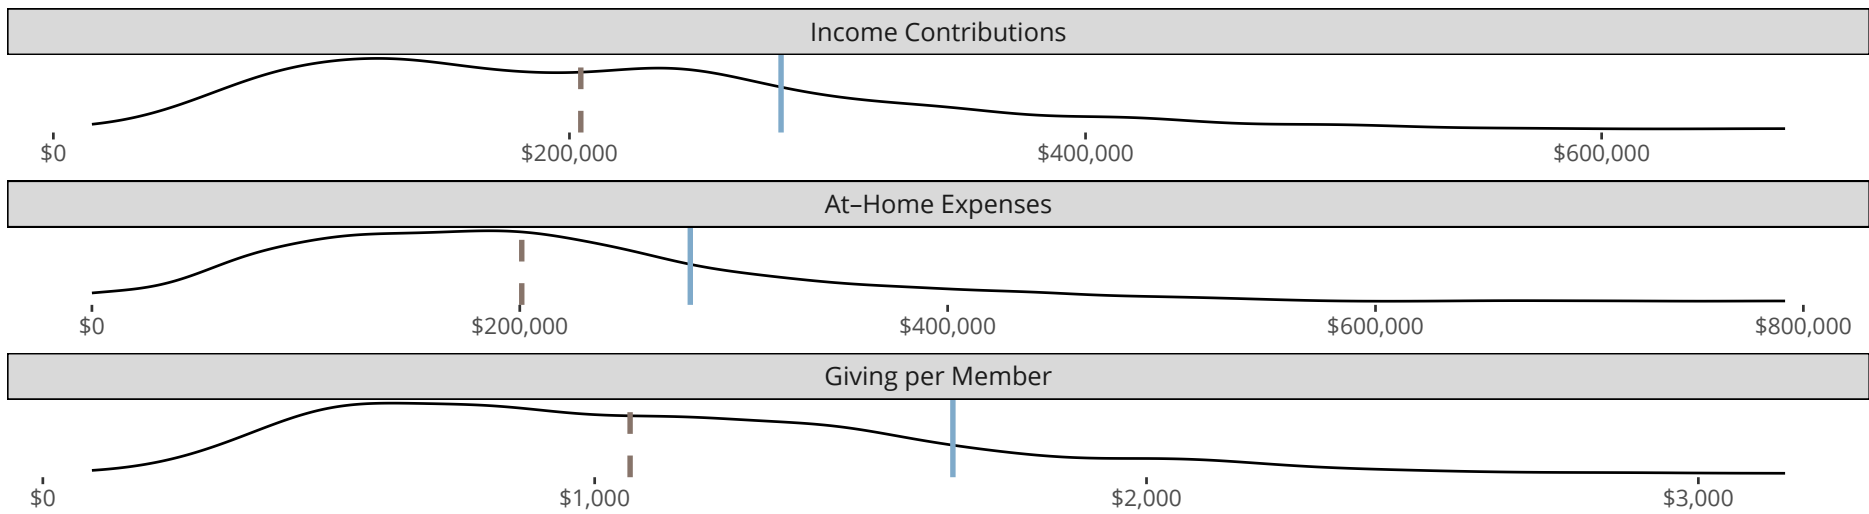 Income Contributions
$0 $200,000 $400,000 $600,000
At–Home Expenses
$0 $200,000 $400,000 $600,000 $800,000
Giving per Member
$0 $1,000 $2,000 $3,000